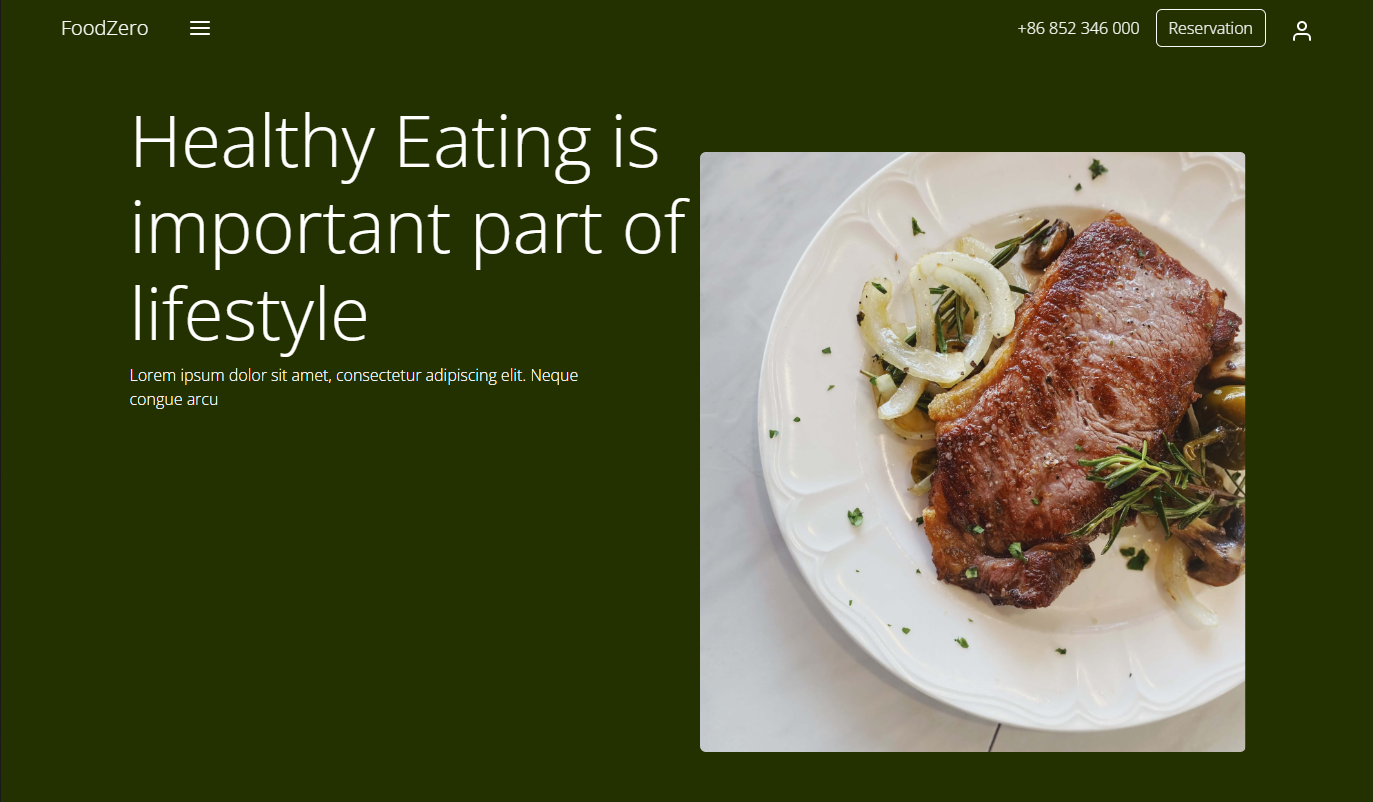 FoodZero
+86 852 346 000
Reservation
Healthy Eating is
important part of
lifestyle
Lorem ipsum dolor sit amet, consectetur adipiscing elit. Neque
congue arcu